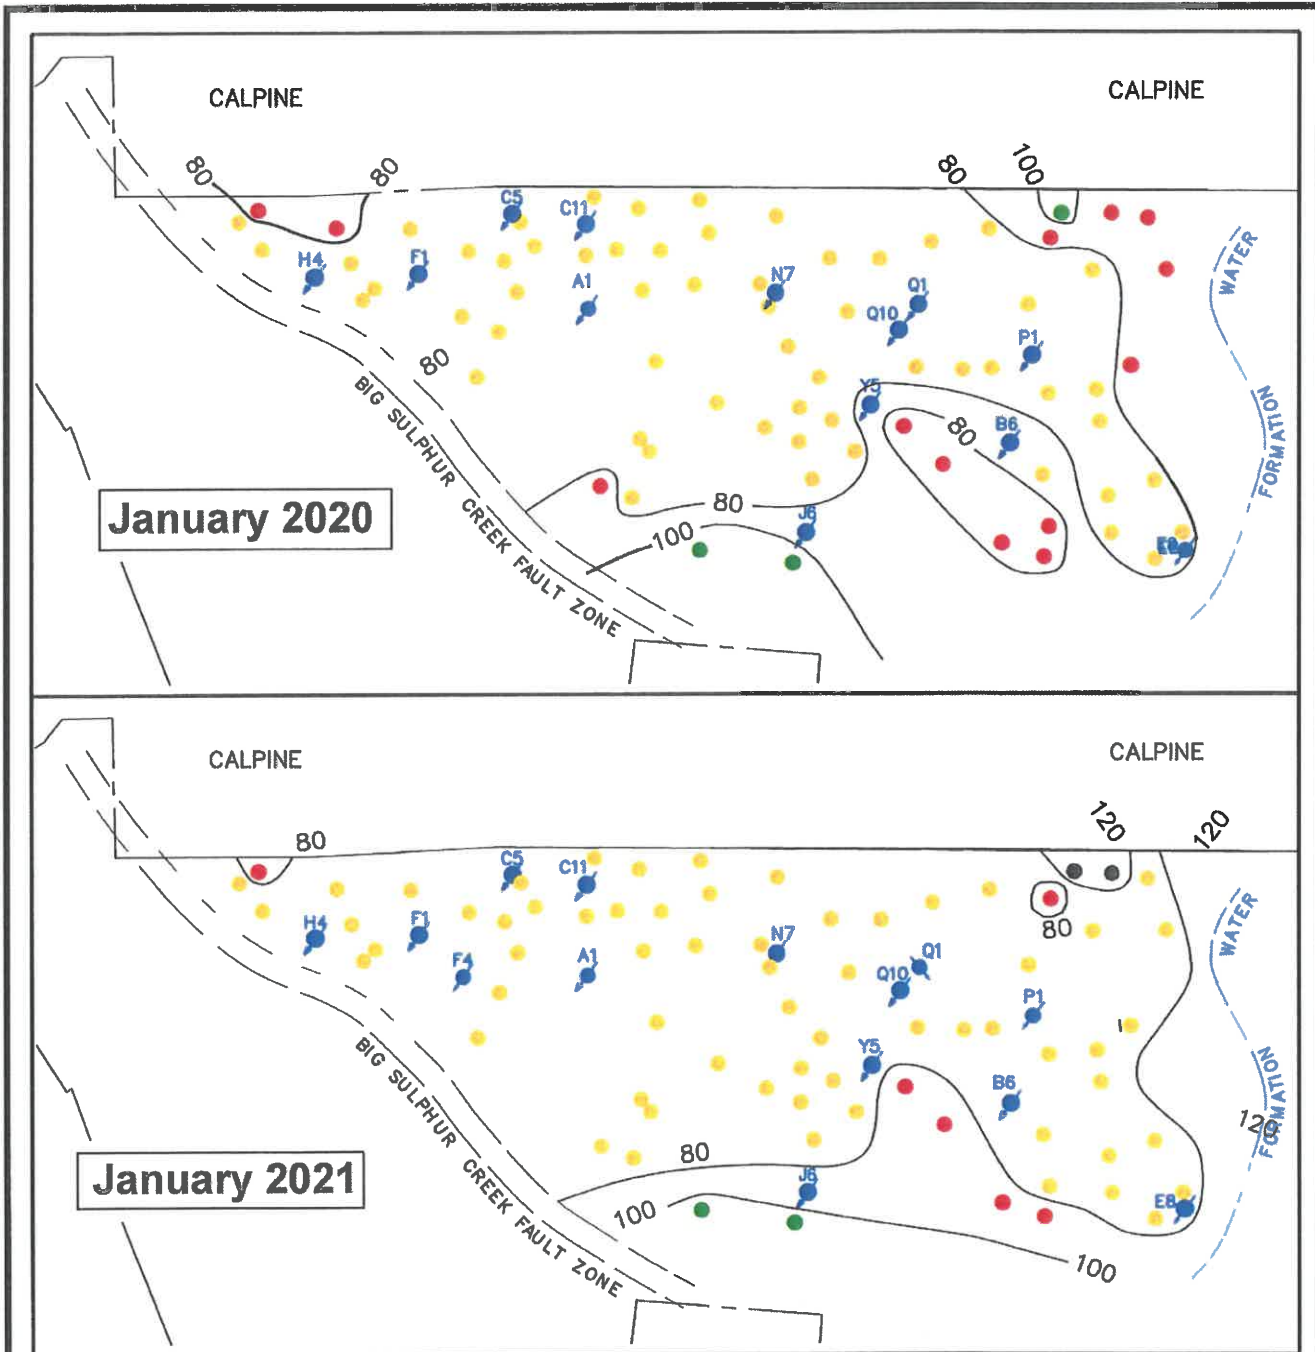 CALPINE
CALPINE
80
80
80
100
C5
C11
WATER
H4
F1
A1
N7
Q1
Q10
P1
80
Y5
80
B6
FORMATION
BIG SULPHUR CREEK FAULT ZONE
January 2020
80
J6
100
CALPINE
CALPINE
80
120
120
C5
C11
80
WATER
H4
F1
F4
A1
N7
Q1
Q10
P1
Y5
B6
FORMATION
120
BIG SULPHUR CREEK FAULT ZONE
January 2021
80
J6
E8
100
100